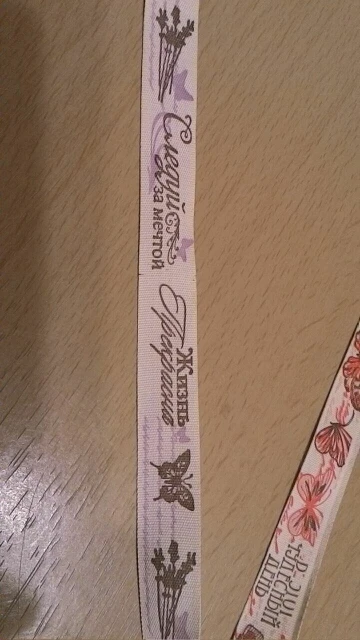 Следуй
за мечтой
Жизнь
Прекрасна